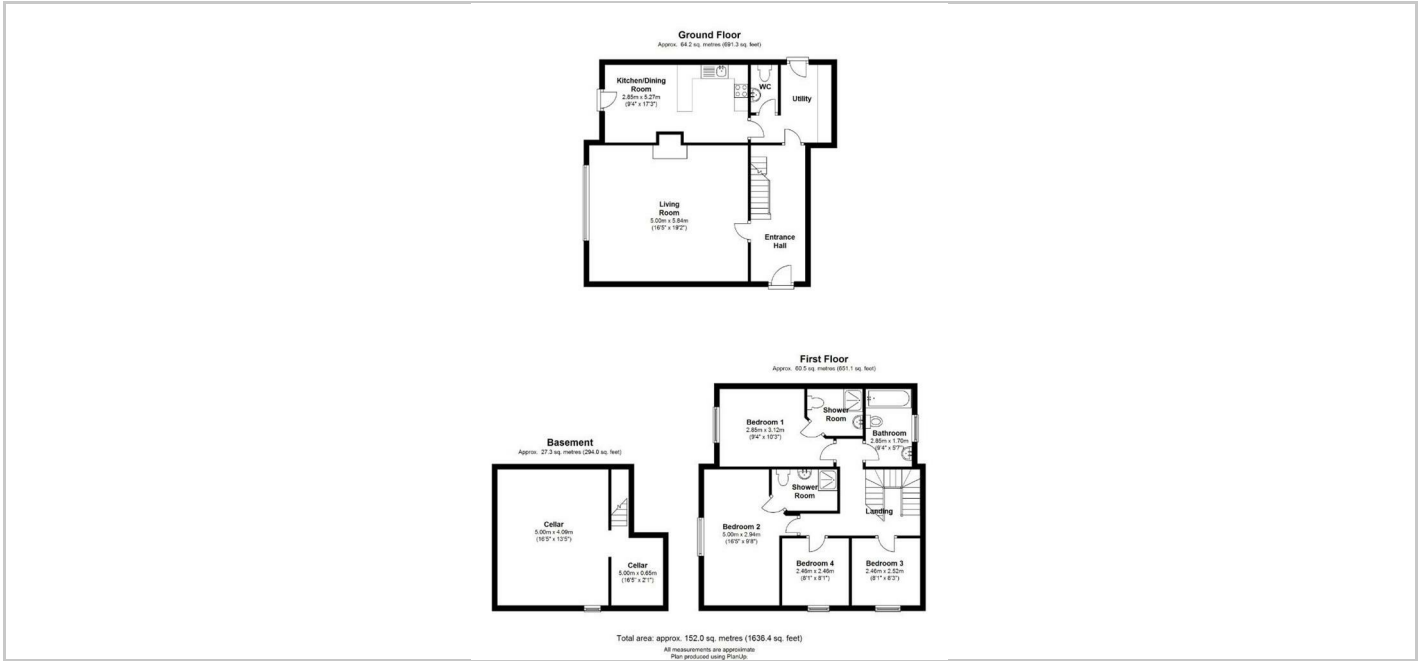 Ground Floor
Approx. 64.2 sq. metres (691.3 sq. feet)
Kitchen/Dining
Room
2.85m x 5.27m
(9'4" x 17'3")
WC
Utility
Living
Room
5.00m x 5.84m
(16'5" x 19'2")
Entrance
Hall
First Floor
Approx. 60.5 sq. metres (651.1 sq. feet)
Bedroom 1
2.85m x 3.12m
(9'4" x 10'3")
Shower
Room
Bathroom
2.85m x 1.70m
(9'4" x 5'7")
Shower
Room
Landing
Bedroom 2
5.00m x 2.94m
(16'5" x 9'8")
Bedroom 4
2.46m x 2.46m
(8'1" x 8'1")
Bedroom 3
2.46m x 2.52m
(8'1" x 8'3")
Basement
Approx. 27.3 sq. metres (294.0 sq. feet)
Cellar
5.00m x 4.09m
(16'5" x 13'5")
Cellar
5.00m x 0.65m
(16'5" x 2'1")
Total area: approx. 152.0 sq. metres (1636.4 sq. feet)
All measurements are approximate
Plan produced using PlanUp.